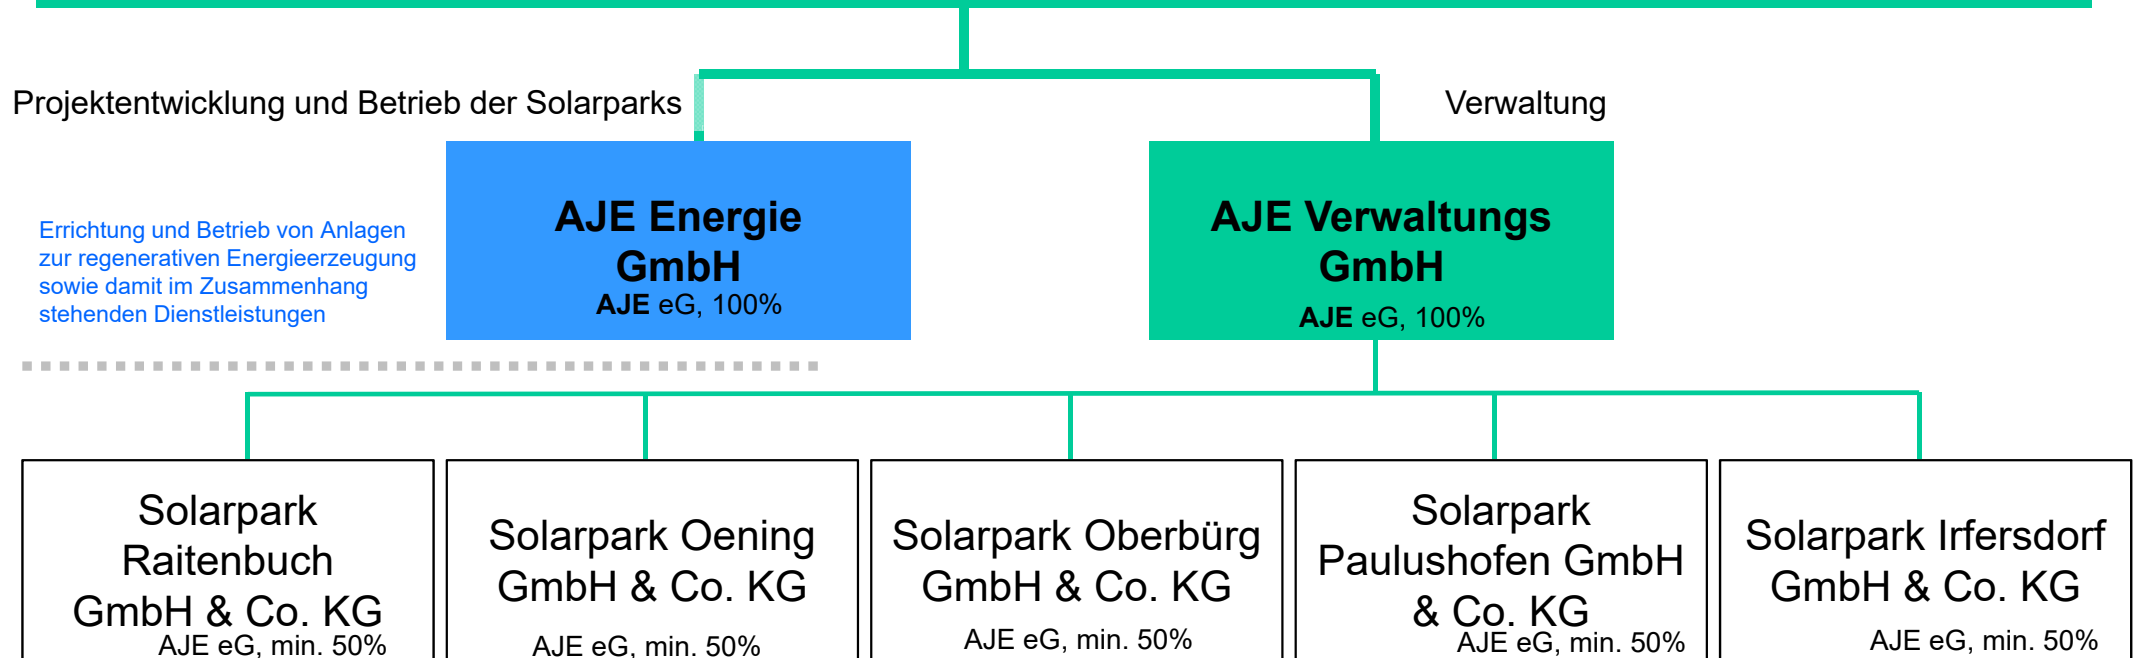 Projektentwicklung und Betrieb der Solarparks
Verwaltung
Errichtung und Betrieb von Anlagen
zur regenerativen Energieerzeugung
sowie damit im Zusammenhang
stehenden Dienstleistungen
AJE Energie
GmbH
AJE eG, 100%
AJE Verwaltungs
GmbH
AJE eG, 100%
Solarpark
Raitenbuch
GmbH & Co. KG
AJE eG, min. 50%
Solarpark Oening
GmbH & Co. KG
AJE eG, min. 50%
Solarpark Oberbürg
GmbH & Co. KG
AJE eG, min. 50%
Solarpark
Paulushofen GmbH
& Co. KG
AJE eG, min. 50%
Solarpark Irfersdorf
GmbH & Co. KG
AJE eG, min. 50%